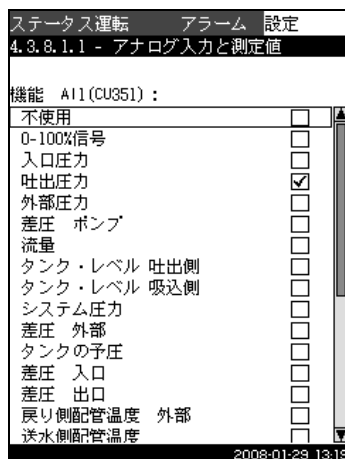 ステータス運転 アラーム 設定
4.3.8.1.1 - アナログ入力と測定値
機能 AI1(CU351) :
不使用
0-100%信号
入口圧力
吐出圧力
外部圧力
差圧 ポンプ
流量
タンク・レベル 吐出側
タンク・レベル 吸込側
システム圧力
差圧 外部
タンクの予圧
差圧 入口
差圧 出口
戻り側配管温度 外部
送水側配管温度
2008-01-29 13:19